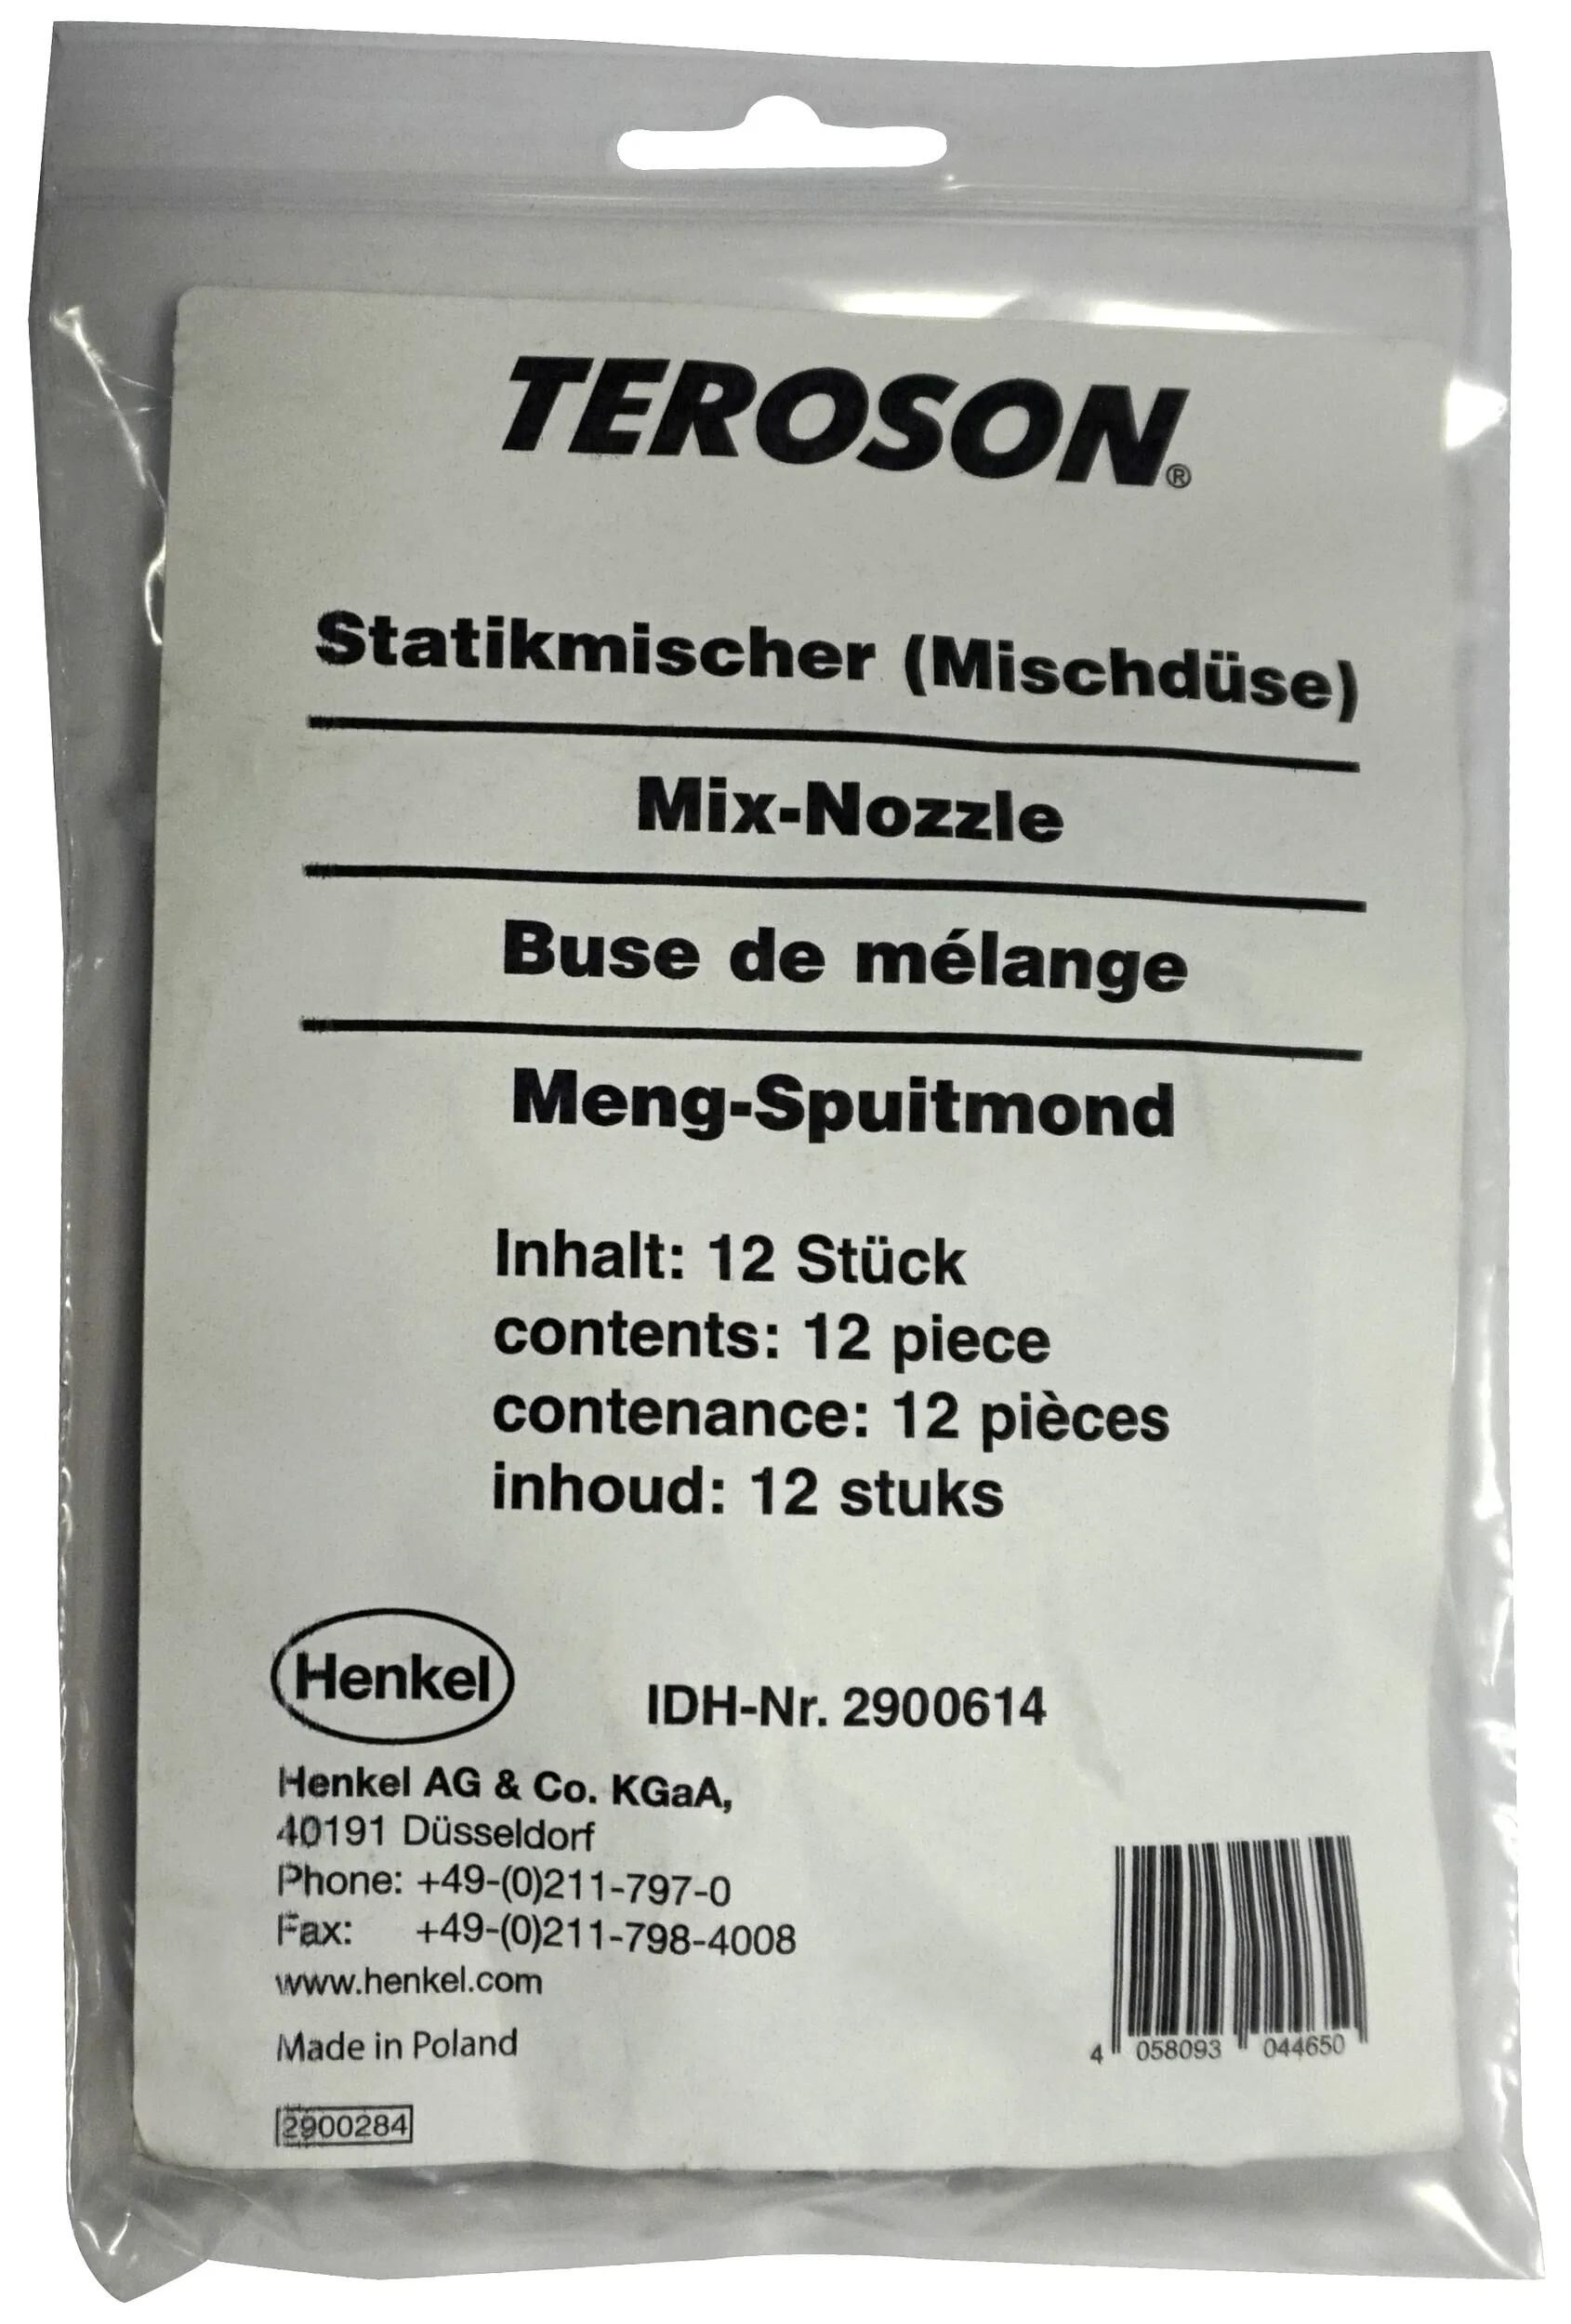 TEROSON®
Statikmischer (Mischdüse)
Mix-Nozzle
Buse de mélange
Meng-Spuitmond
Inhalt: 12 Stück
contents: 12 piece
contenance: 12 pièces
inhoud: 12 stuks
Henkel
IDH-Nr. 2900614
Henkel AG & Co. KGaA,
40191 Düsseldorf
Phone: +49-(0)211-797-0
Fax: +49-(0)211-798-4008
www.henkel.com
Made in Poland
4 058093 044650
2900284